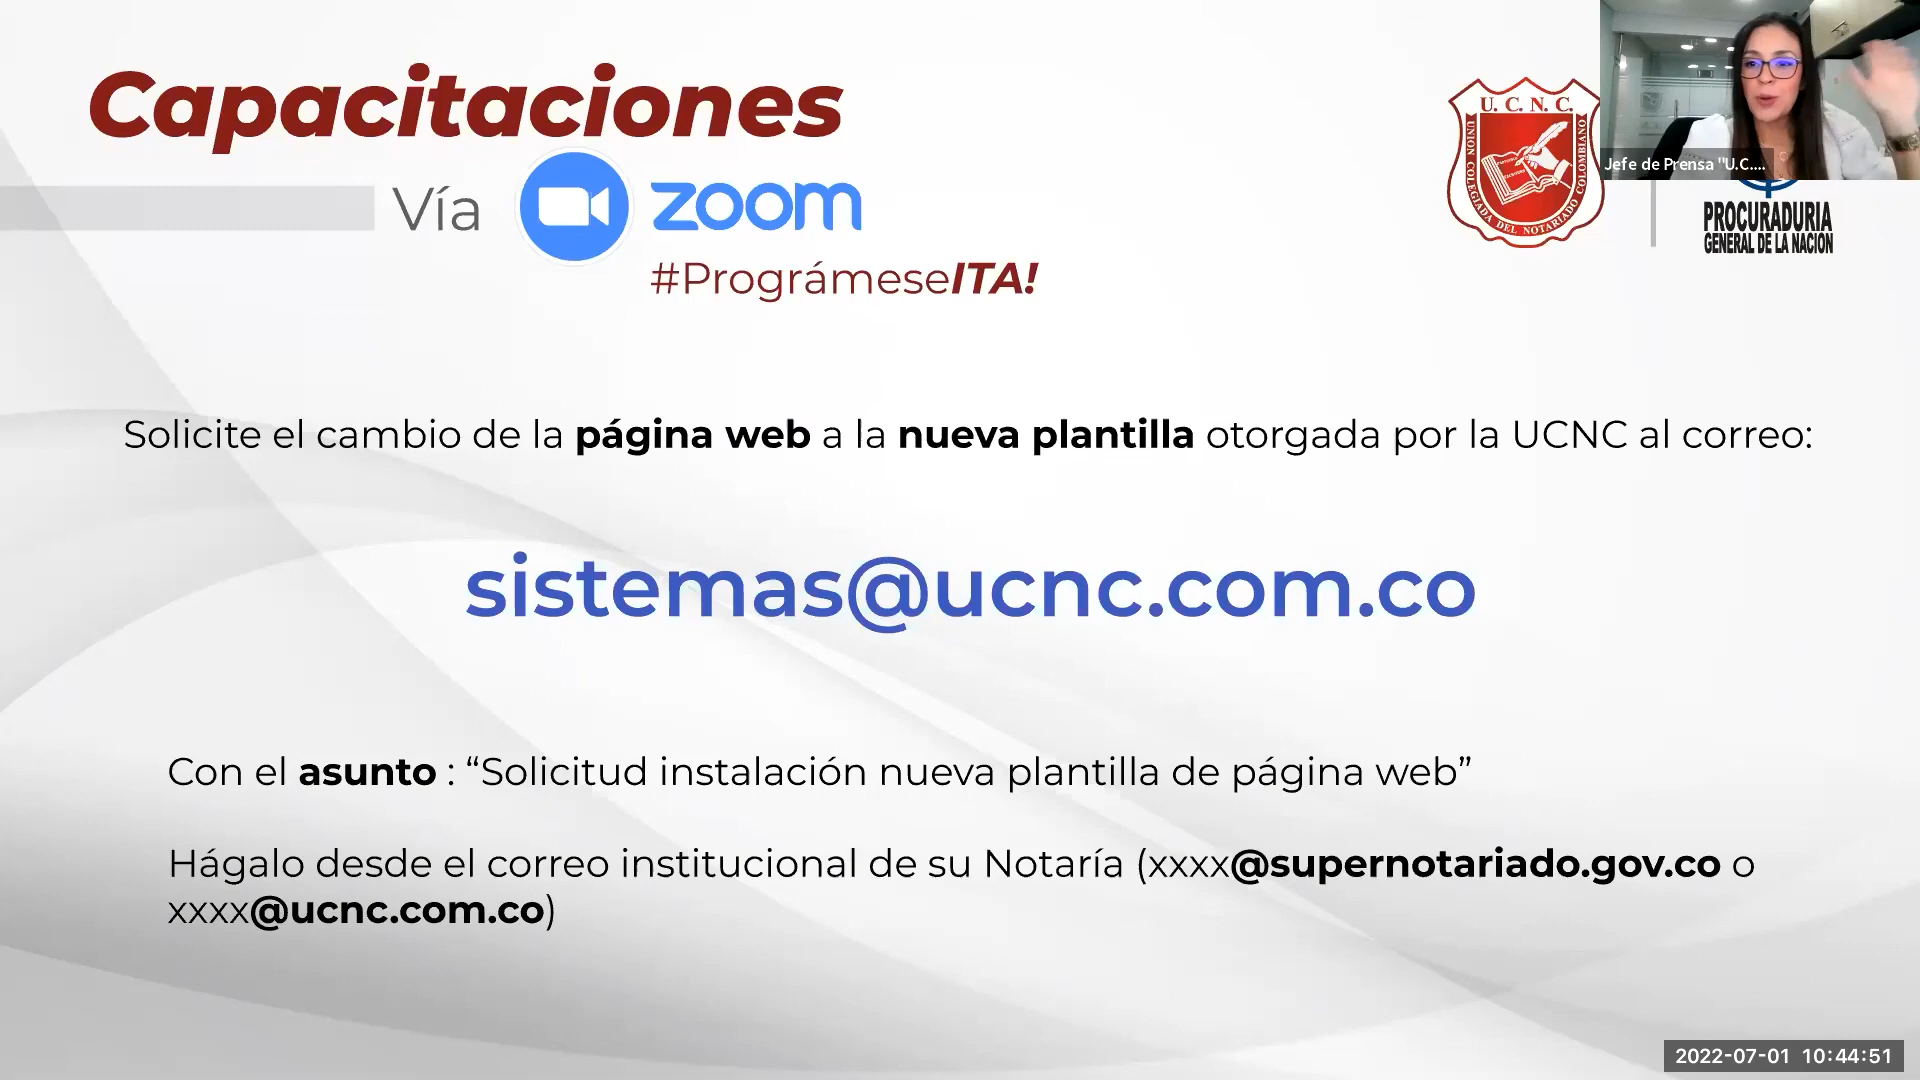 Capacitaciones
Vía zoom
#PrográmeseITA!
U. C. N. C.
UNION COLEGIADA DEL NOTARIADO COLOMBIANO
Jefe de Prensa "U.C....
PROCURADURIA
GENERAL DE LA NACION
Solicite el cambio de la página web a la nueva plantilla otorgada por la UCNC al correo:
sistemas@ucnc.com.co
Con el asunto : “Solicitud instalación nueva plantilla de página web”
Hágalo desde el correo institucional de su Notaría (xxxx@supernotariado.gov.co o
xxxx@ucnc.com.co)
2022-07-01 10:44:51